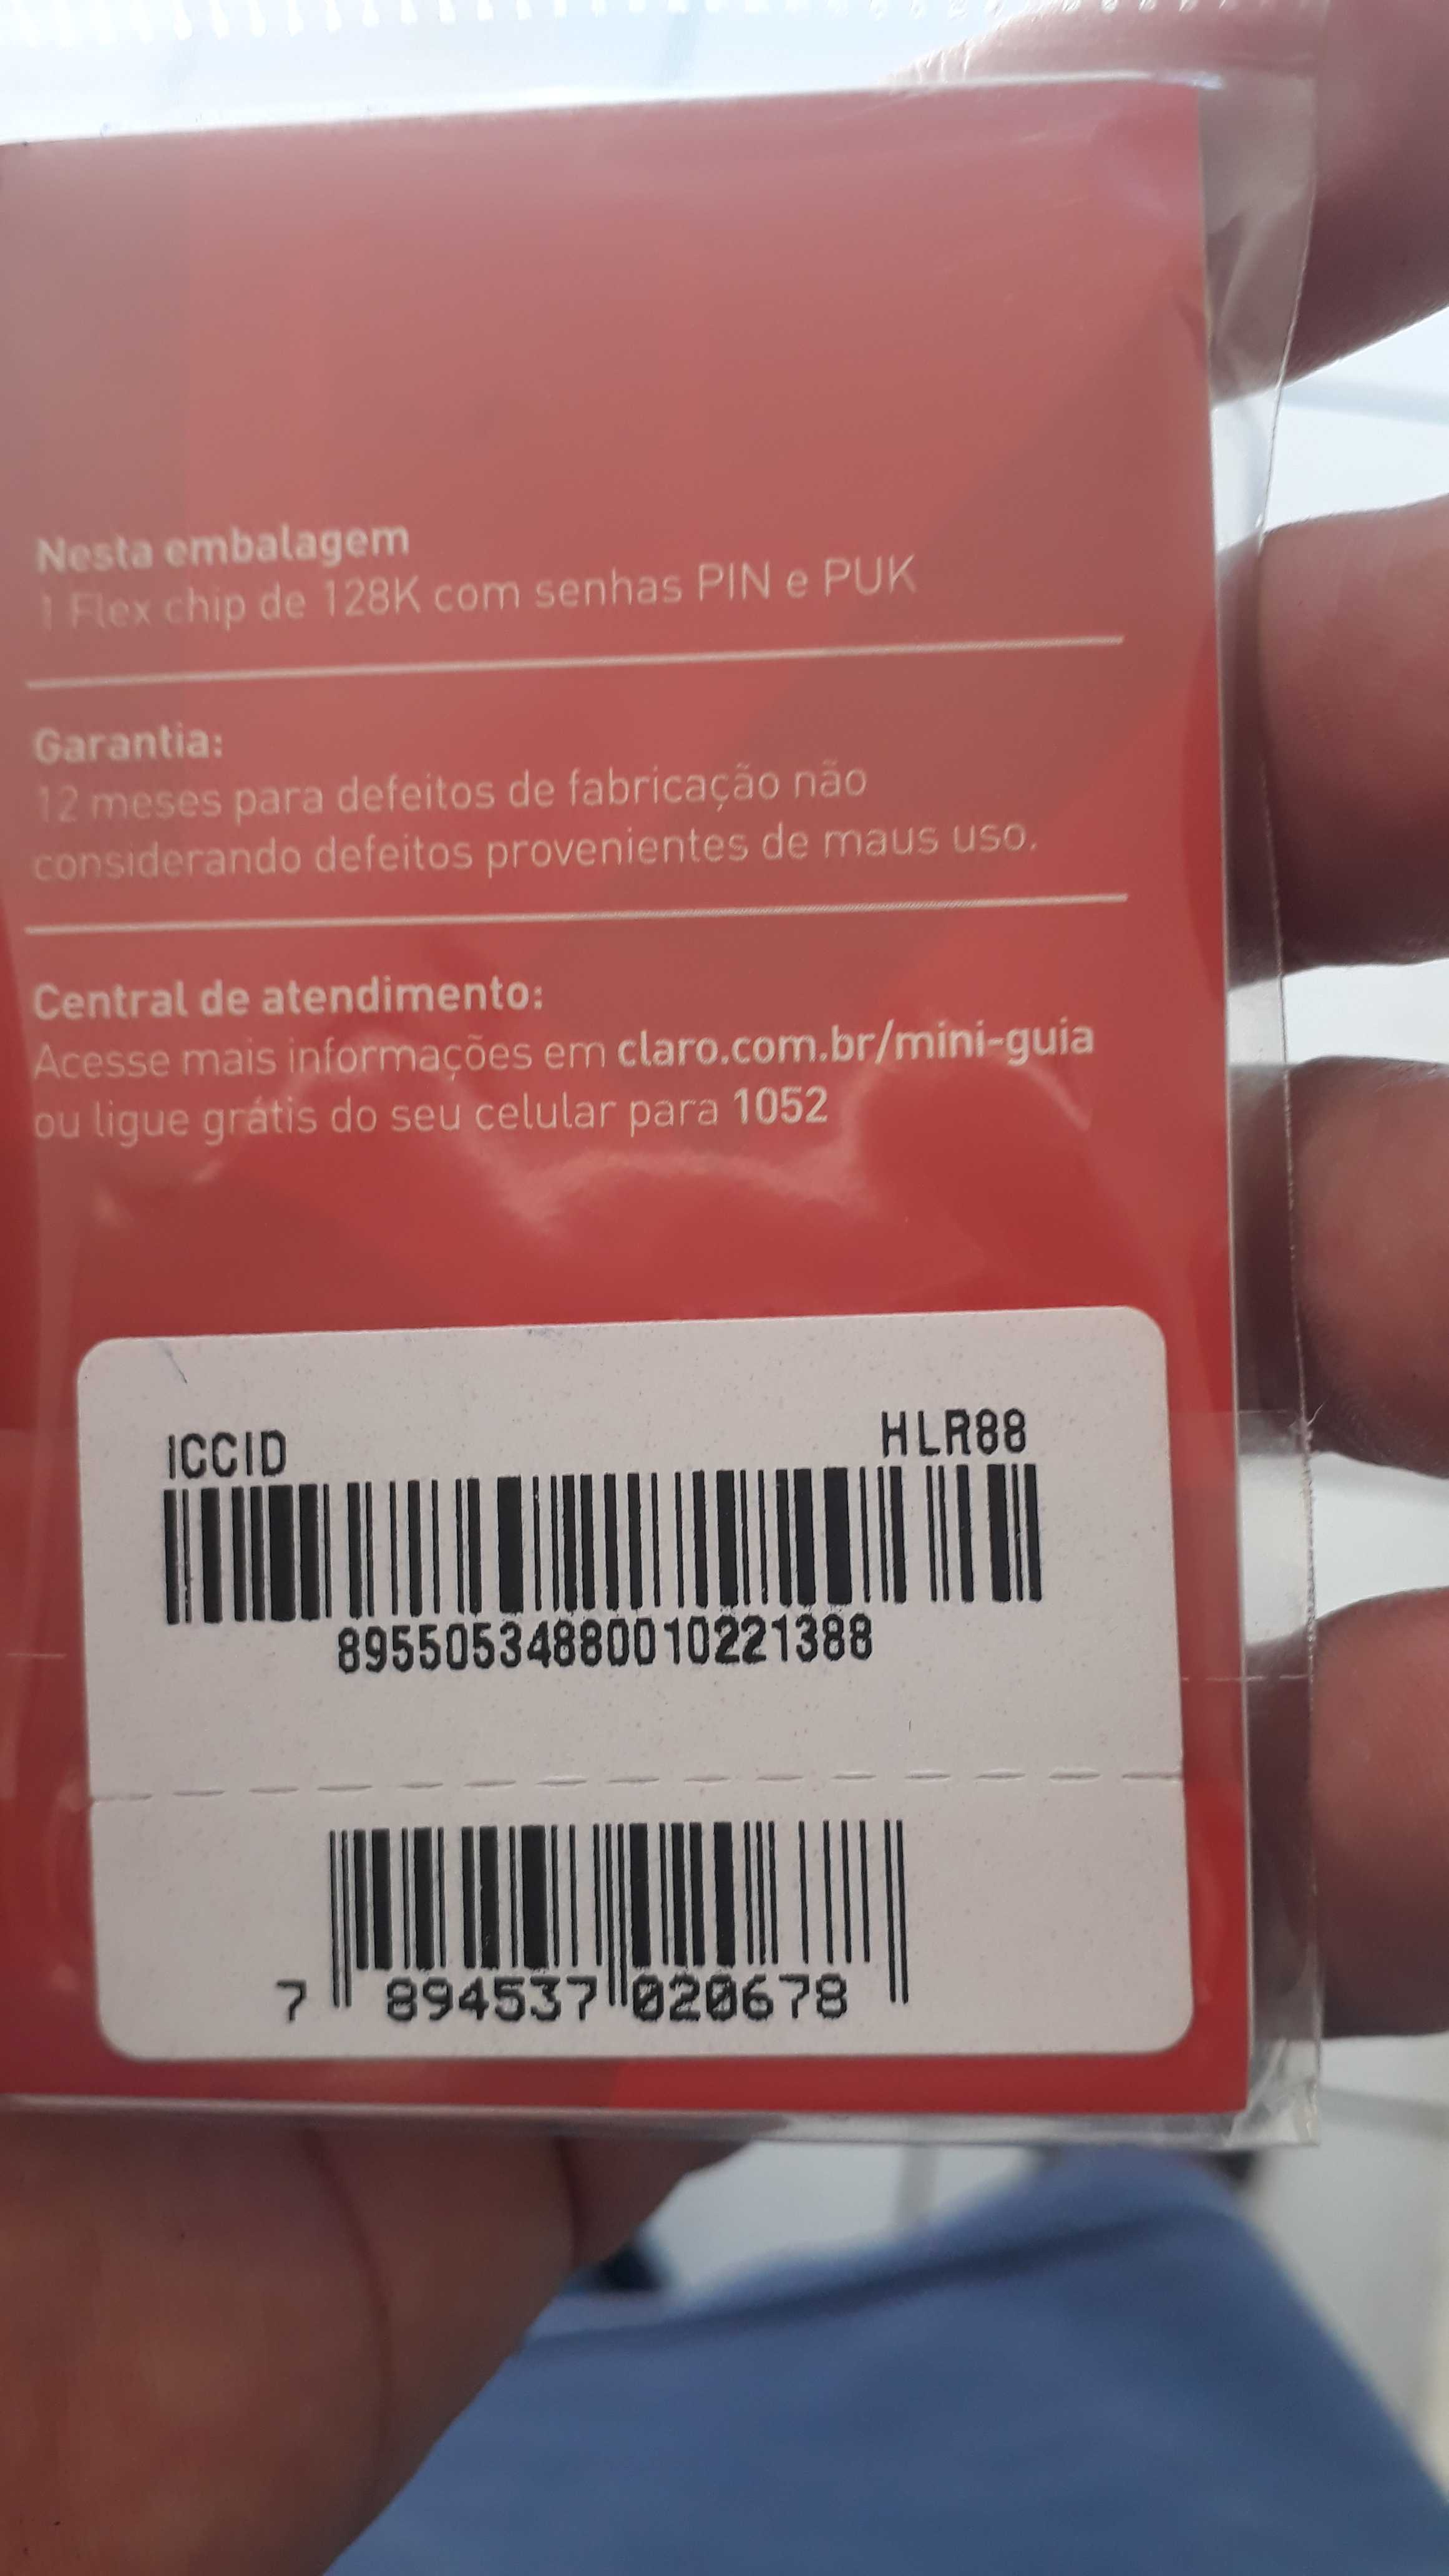 Nesta embalagem
1 Flex chip de 128K com senhas PIN e PUK
Garantia:
12 meses para defeitos de fabricação não
considerando defeitos provenientes de maus uso.
Central de atendimento:
Acesse mais informações em claro.com.br/mini-guia
ou ligue grátis do seu celular para 1052
ICCID HLR88
89550534880010221388
7 894537 020678